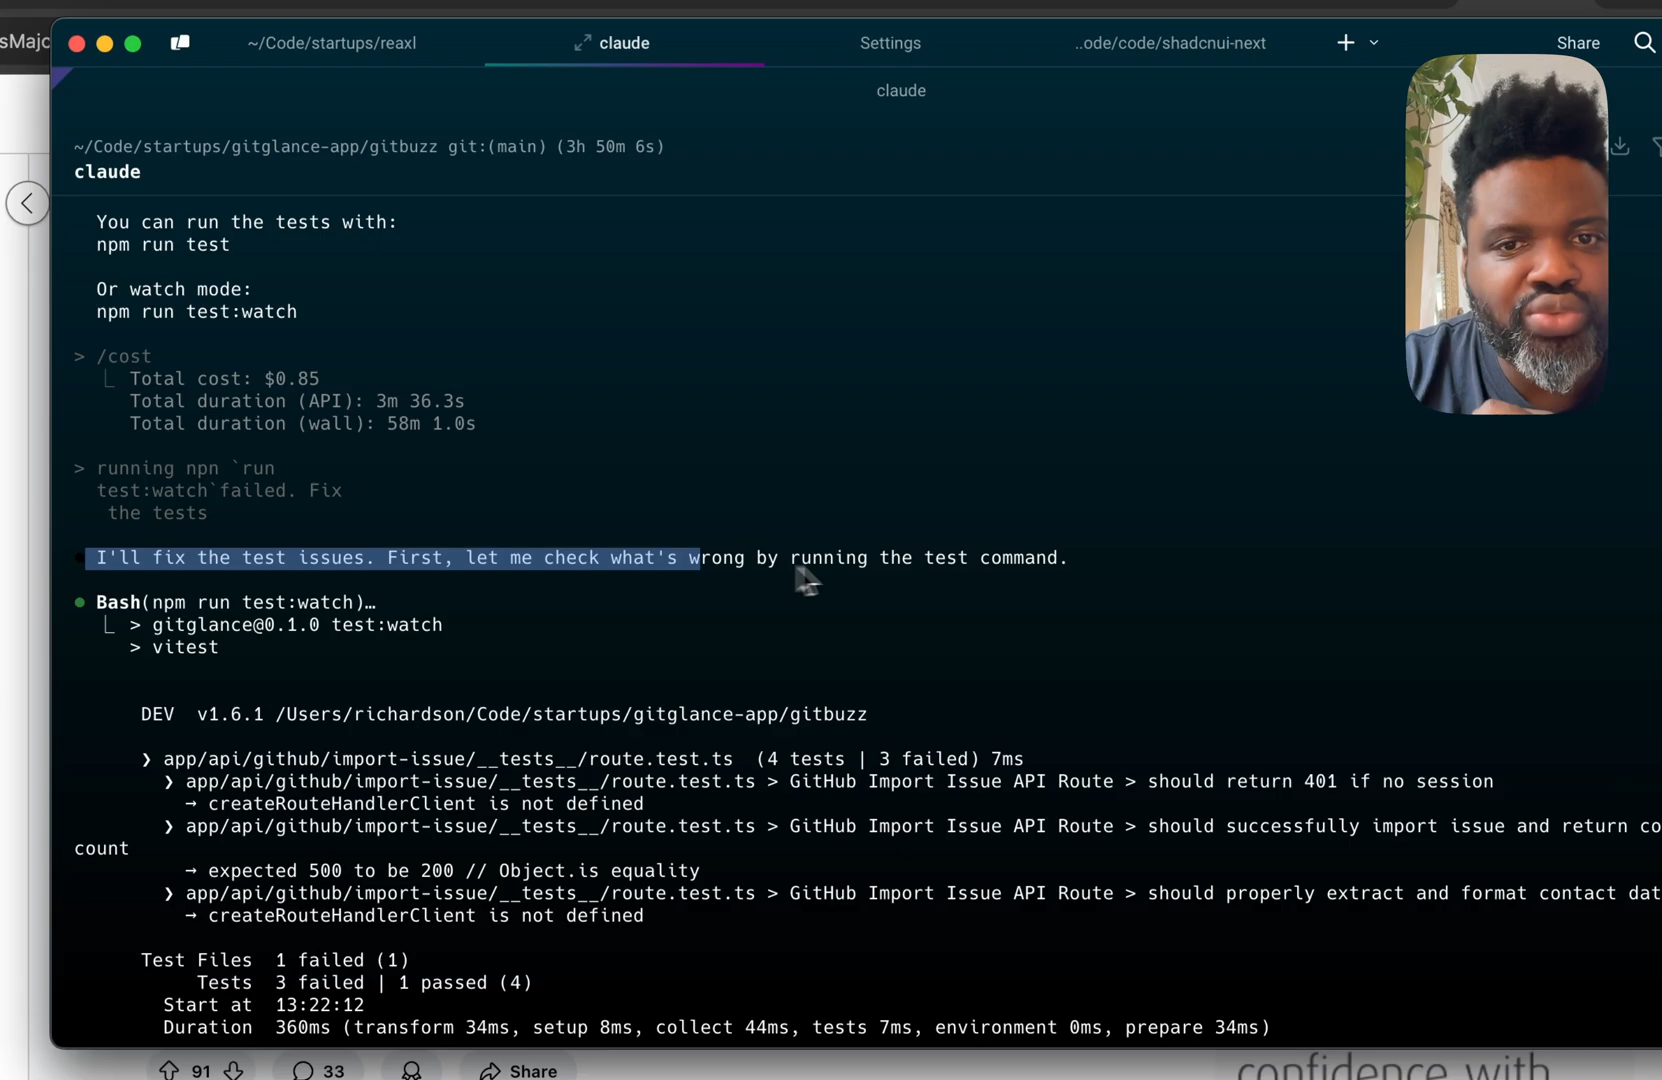 sMajo
~/Code/startups/reaxl
claude
Settings
..ode/code/shadcnui-next
Share
claude
~/Code/startups/gitglance-app/gitbuzz git:(main) (3h 50m 6s)
claude
You can run the tests with:
npm run test
Or watch mode:
npm run test:watch
> /cost
⎿ Total cost: $0.85
Total duration (API): 3m 36.3s
Total duration (wall): 58m 1.0s
> running npn `run
test:watch`failed. Fix
the tests
I'll fix the test issues. First, let me check what's wrong by running the test command.
● Bash(npm run test:watch)…
⎿ > gitglance@0.1.0 test:watch
> vitest
DEV v1.6.1 /Users/richardson/Code/startups/gitglance-app/gitbuzz
❯ app/api/github/import-issue/__tests__/route.test.ts (4 tests | 3 failed) 7ms
❯ app/api/github/import-issue/__tests__/route.test.ts > GitHub Import Issue API Route > should return 401 if no session
→ createRouteHandlerClient is not defined
❯ app/api/github/import-issue/__tests__/route.test.ts > GitHub Import Issue API Route > should successfully import issue and return co
count
→ expected 500 to be 200 // Object.is equality
❯ app/api/github/import-issue/__tests__/route.test.ts > GitHub Import Issue API Route > should properly extract and format contact dat
→ createRouteHandlerClient is not defined
Test Files 1 failed (1)
Tests 3 failed | 1 passed (4)
Start at 13:22:12
Duration 360ms (transform 34ms, setup 8ms, collect 44ms, tests 7ms, environment 0ms, prepare 34ms)
91
33
Share
confidence with